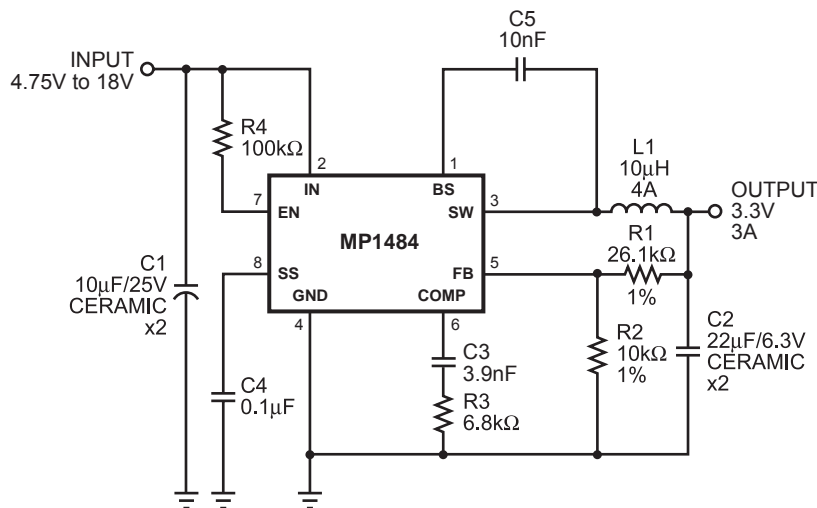 C5
10nF
INPUT
4.75V to 18V
R4
100kΩ
2
IN
1
BS
L1
10µH
4A
OUTPUT
3.3V
3A
7
EN
3
SW
MP1484
R1
26.1kΩ
1%
C1
10µF/25V
CERAMIC
x2
8
SS
5
FB
GND
COMP
4
6
C3
3.9nF
R2
10kΩ
1%
C2
22µF/6.3V
CERAMIC
x2
C4
0.1µF
R3
6.8kΩ